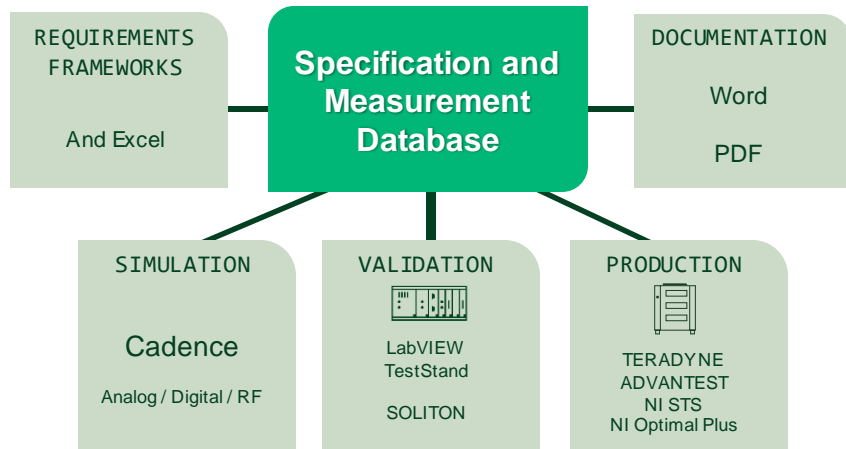 REQUIREMENTS
FRAMEWORKS
And Excel
Specification and
Measurement
Database
DOCUMENTATION
Word
PDF
SIMULATION
Cadence
Analog / Digital / RF
VALIDATION
LabVIEW
TestStand
SOLITON
PRODUCTION
TERADYNE
ADVANTEST
NI STS
NI Optimal Plus